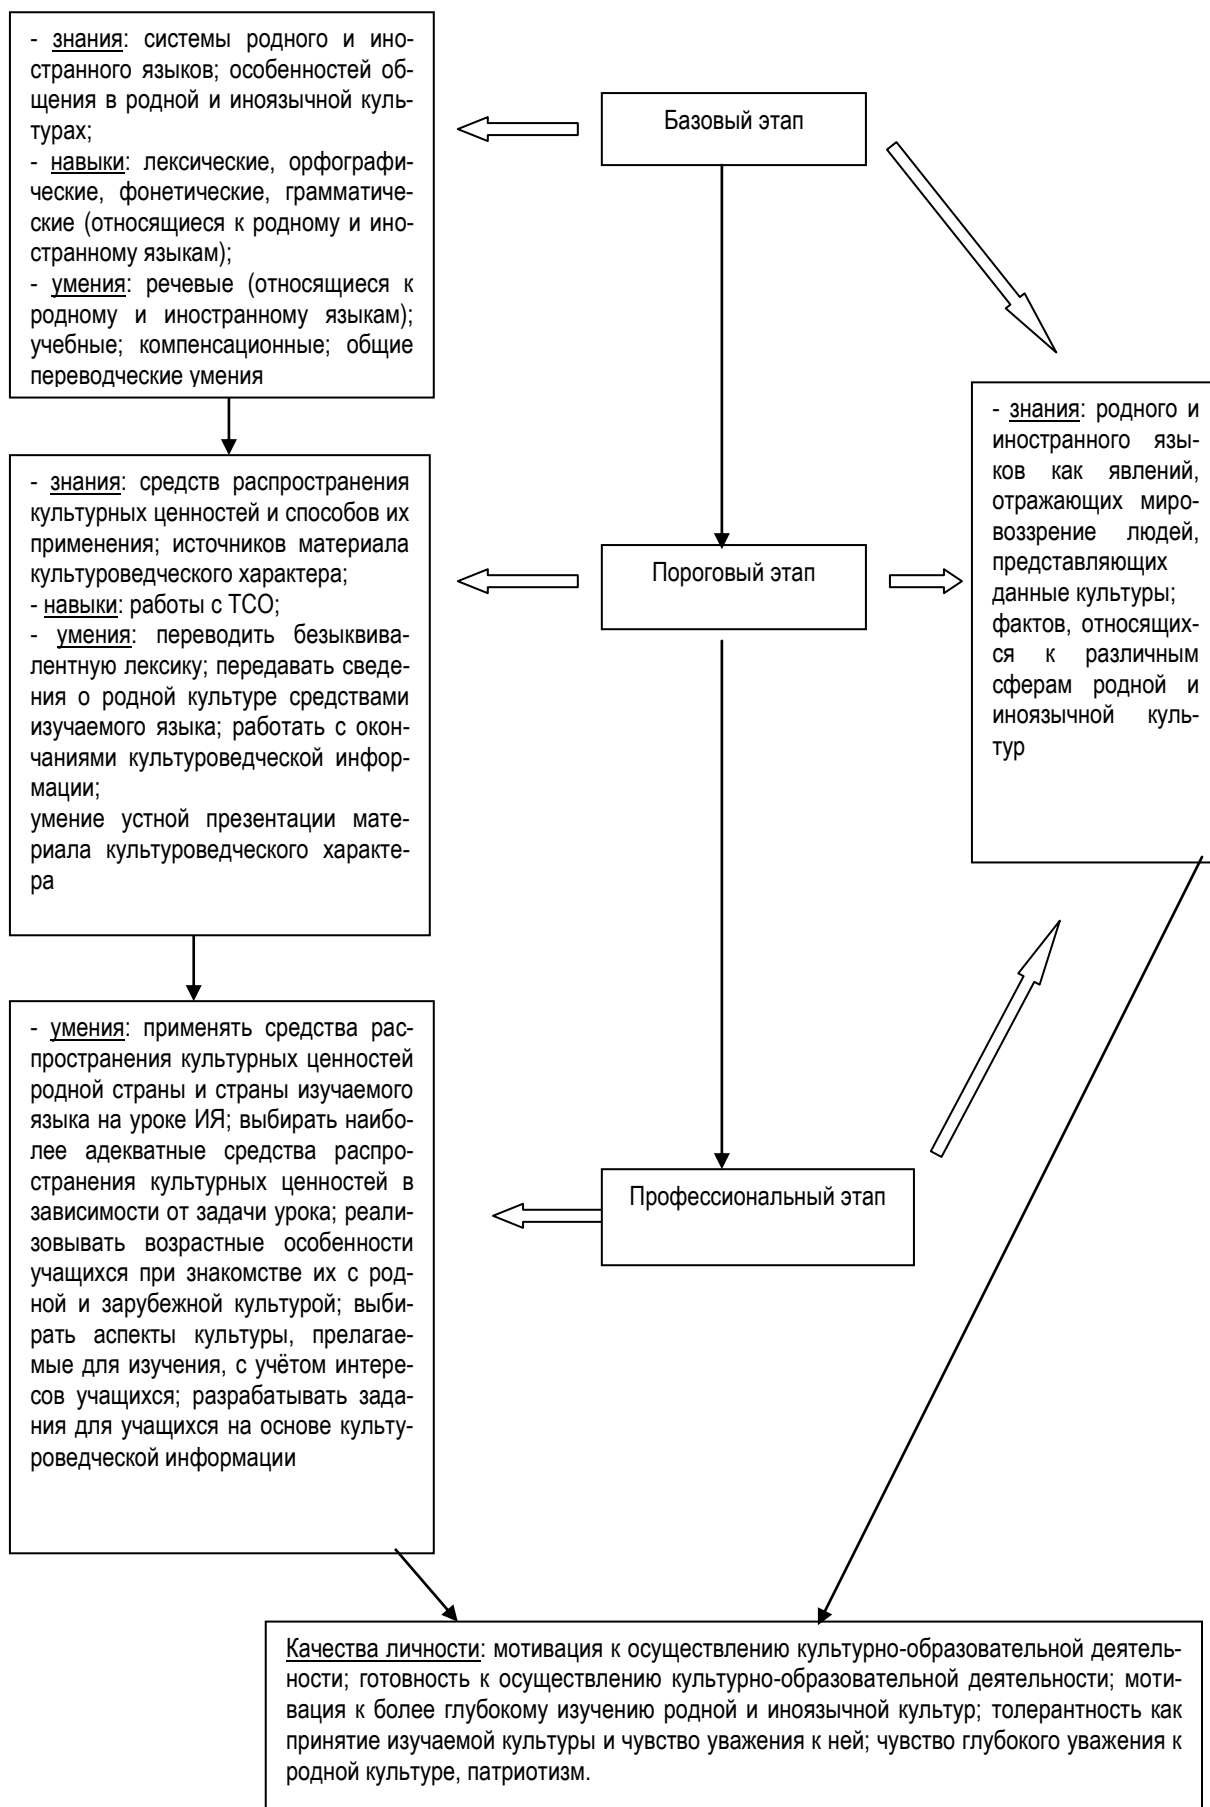 - знания: системы родного и ино-
странного языков; особенностей об-
щения в родной и иноязычной куль-
турах;
- навыки: лексические, орфографи-
ческие, фонетические, грамматиче-
ские (относящиеся к родному и ино-
странному языкам);
- умения: речевые (относящиеся к
родному и иностранному языкам);
учебные; компенсационные; общие
переводческие умения
Базовый этап
- знания: родного и
иностранного язы-
ков как явлений,
отражающих миро-
воззрение людей,
представляющих
данные культуры;
фактов, относящих-
ся к различным
сферам родной и
иноязычной куль-
тур
- знания: средств распространения
культурных ценностей и способов их
применения; источников материала
культуроведческого характера;
- навыки: работы с ТСО;
- умения: переводить безыквива-
лентную лексику; передавать сведе-
ния о родной культуре средствами
изучаемого языка; работать с окон-
чаниями культуроведческой инфор-
мации;
умение устной презентации мате-
риала культуроведческого характе-
ра
Пороговый этап
- умения: применять средства рас-
пространения культурных ценностей
родной страны и страны изучаемого
языка на уроке ИЯ; выбирать наибо-
лее адекватные средства распро-
странения культурных ценностей в
зависимости от задачи урока; реали-
зовывать возрастные особенности
учащихся при знакомстве их с род-
ной и зарубежной культурой; выби-
рать аспекты культуры, прелагае-
мые для изучения, с учётом интере-
сов учащихся; разрабатывать зада-
ния для учащихся на основе культу-
роведческой информации
Профессиональный этап
Качества личности: мотивация к осуществлению культурно-образовательной деятель-
ности; готовность к осуществлению культурно-образовательной деятельности; моти-
вация к более глубокому изучению родной и иноязычной культур; толерантность как
принятие изучаемой культуры и чувство уважения к ней; чувство глубокого уважения к
родной культуре, патриотизм.